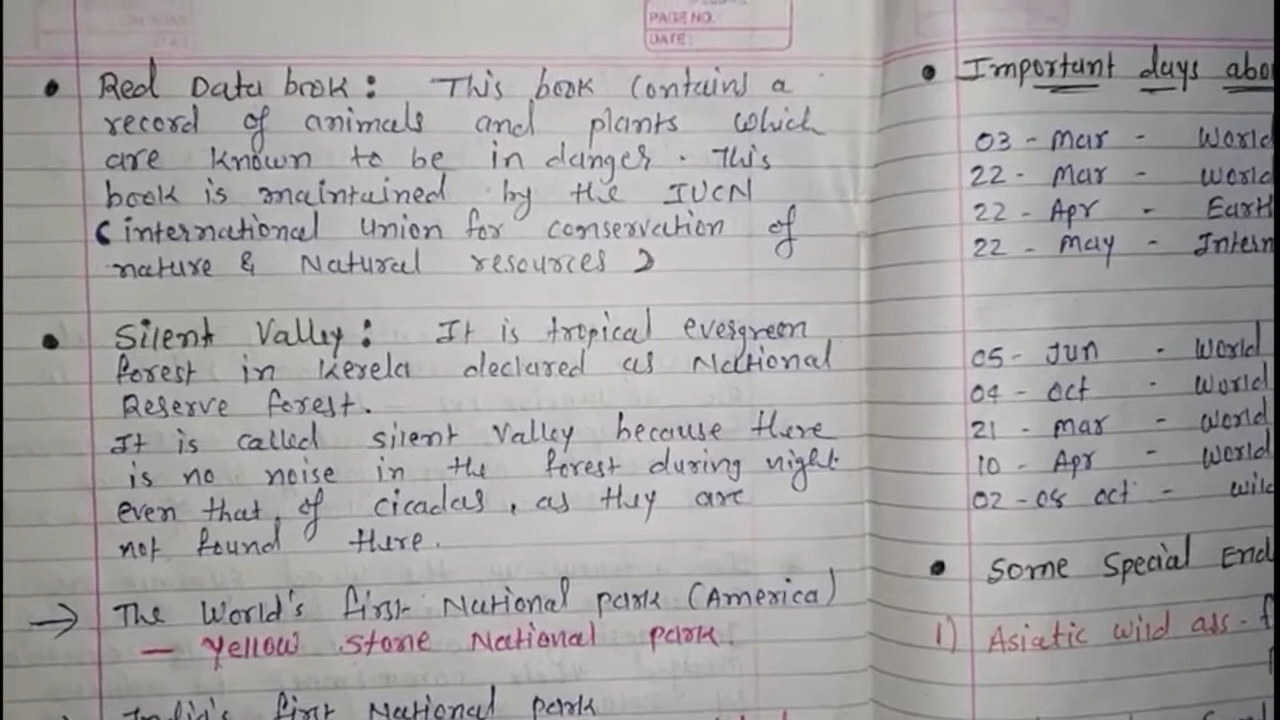 PAGE NO.
DATE:
• Red Data book : This book contains a
record of animals and plants which
are known to be in danger. This
book is maintained by the IUCN
(international Union for conservation of
nature & Natural resources)
• Silent Valley : It is tropical evergreen
forest in Kerela declared as National
Reserve forest.
It is called silent Valley because there
is no noise in the forest during night
even that of cicadas, as they are
not found there.
→ The World's first National park (America)
- Yellow stone National park.
India's first National park
• Important days abo
03 - Mar - World
22 - Mar - World
22 - Apr - Earth
22 - May - Intern
05 - Jun - World
04 - Oct - World
21 - Mar - World
10 - Apr - World
02-08 Oct - Wild
• Some Special End
1) Asiatic wild ass -